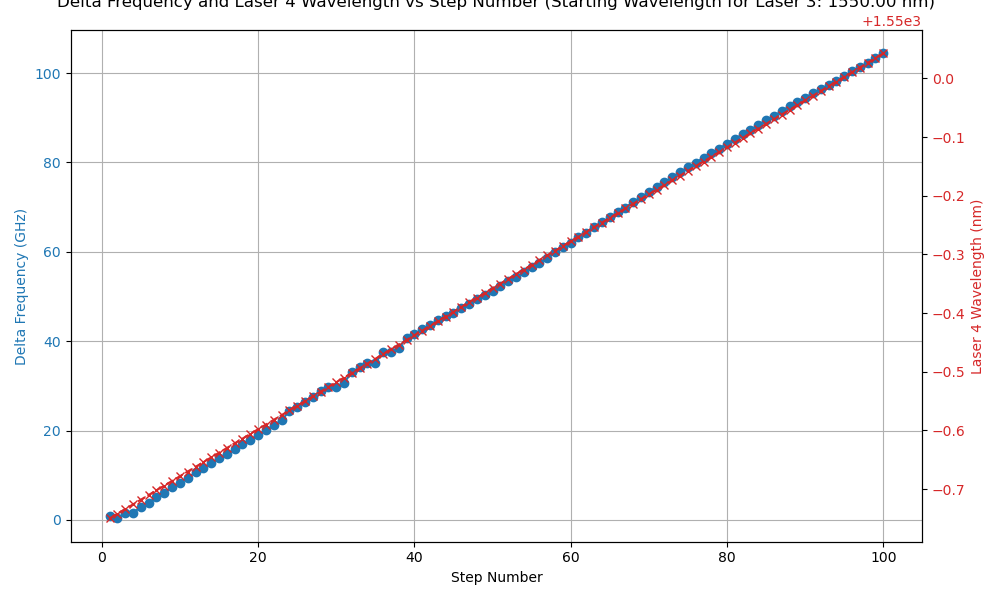 Delta Frequency and Laser 4 Wavelength vs Step Number (Starting Wavelength for Laser 3: 1550.00 nm)
+1.55e3
100
80
60
40
20
0
Delta Frequency (GHz)
0.0
−0.1
−0.2
−0.3
−0.4
−0.5
−0.6
−0.7
Laser 4 Wavelength (nm)
0 20 40 60 80 100
Step Number